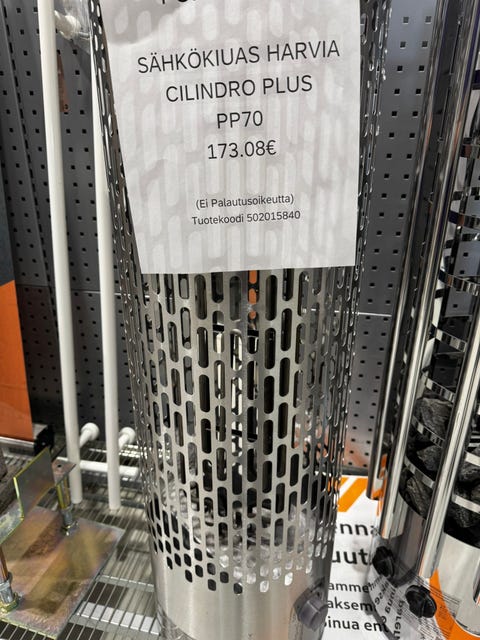 SÄHKÖKIUAS HARVIA
CILINDRO PLUS
PP70
173.08€
(Ei Palautusoikeutta)
Tuotekoodi 502015840